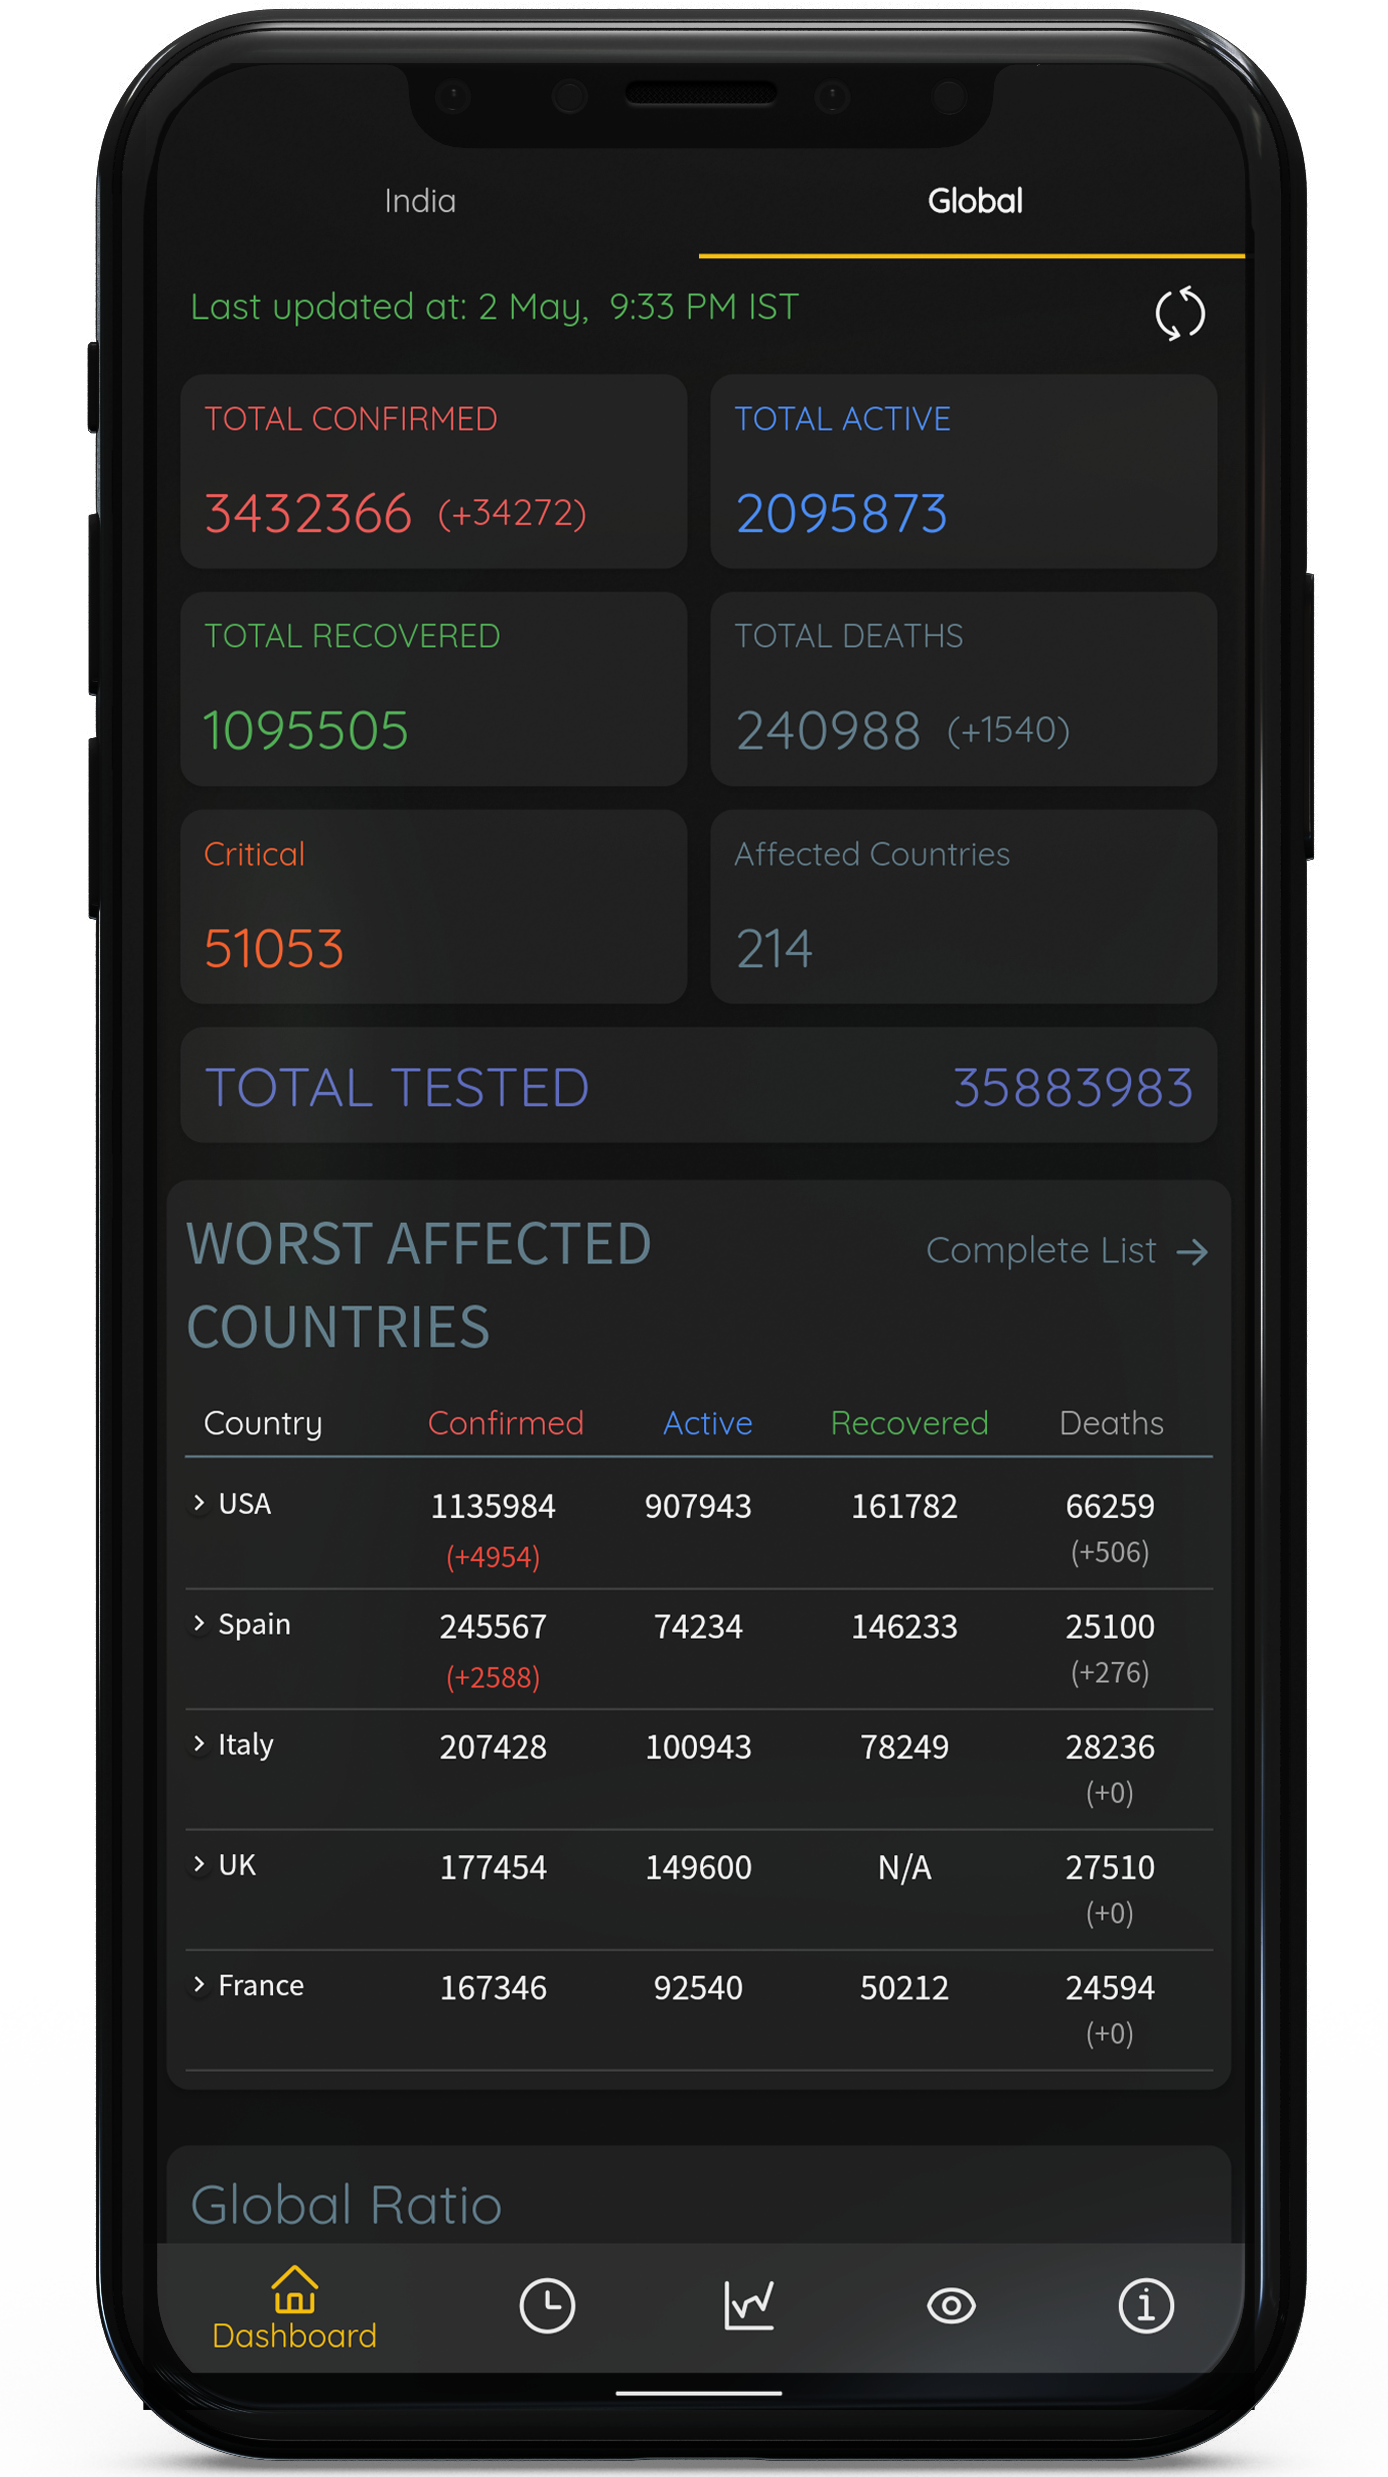 India Global
Last updated at: 2 May, 9:33 PM IST
TOTAL CONFIRMED TOTAL ACTIVE
3432366 (+34272) 2095873
TOTAL RECOVERED TOTAL DEATHS
1095505 240988 (+1540)
Critical Affected Countries
51053 214
TOTAL TESTED 35883983
WORST AFFECTED Complete List →
COUNTRIES
Country Confirmed Active Recovered Deaths
> USA 1135984 907943 161782 66259
(+4954) (+506)
> Spain 245567 74234 146233 25100
(+2588) (+276)
> Italy 207428 100943 78249 28236
(+0)
> UK 177454 149600 N/A 27510
(+0)
> France 167346 92540 50212 24594
(+0)
Global Ratio
Dashboard